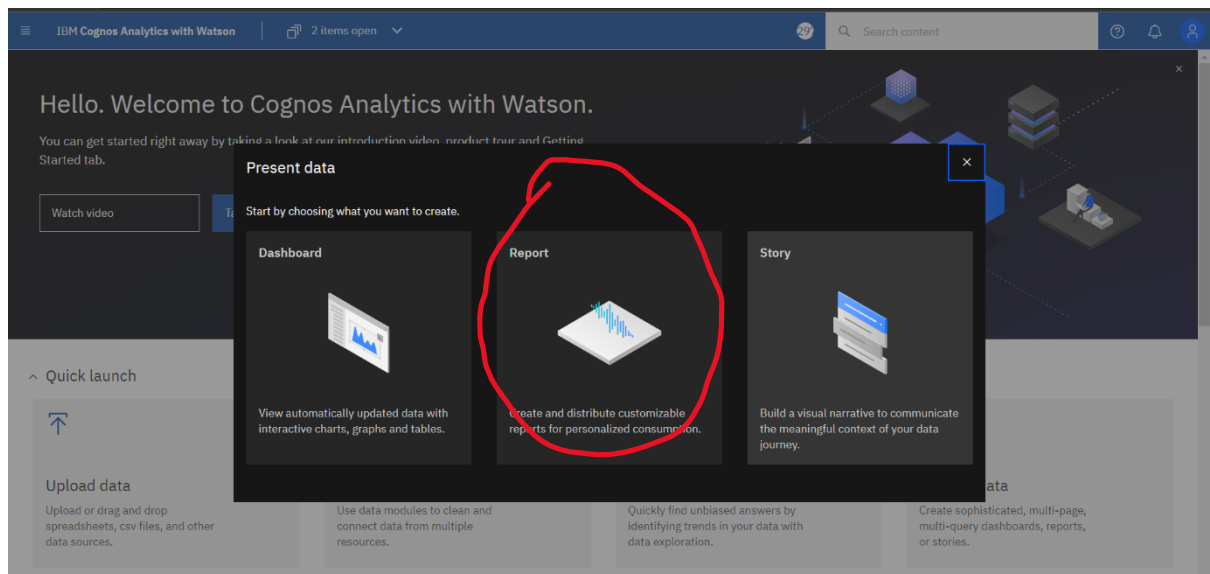 IBM Cognos Analytics with Watson
2 items open
29
Search content
Hello. Welcome to Cognos Analytics with Watson.
You can get started right away by taking a look at our introduction video, product tour and Getting
Started tab.
Watch video
Ta
Present data
Start by choosing what you want to create.
Dashboard
View automatically updated data with
interactive charts, graphs and tables.
Report
Create and distribute customizable
reports for personalized consumption.
Story
Build a visual narrative to communicate
the meaningful context of your data
journey.
Quick launch
Upload data
Upload or drag and drop
spreadsheets, csv files, and other
data sources.
Use data modules to clean and
connect data from multiple
resources.
Quickly find unbiased answers by
identifying trends in your data with
data exploration.
ata
Create sophisticated, multi-page,
multi-query dashboards, reports,
or stories.